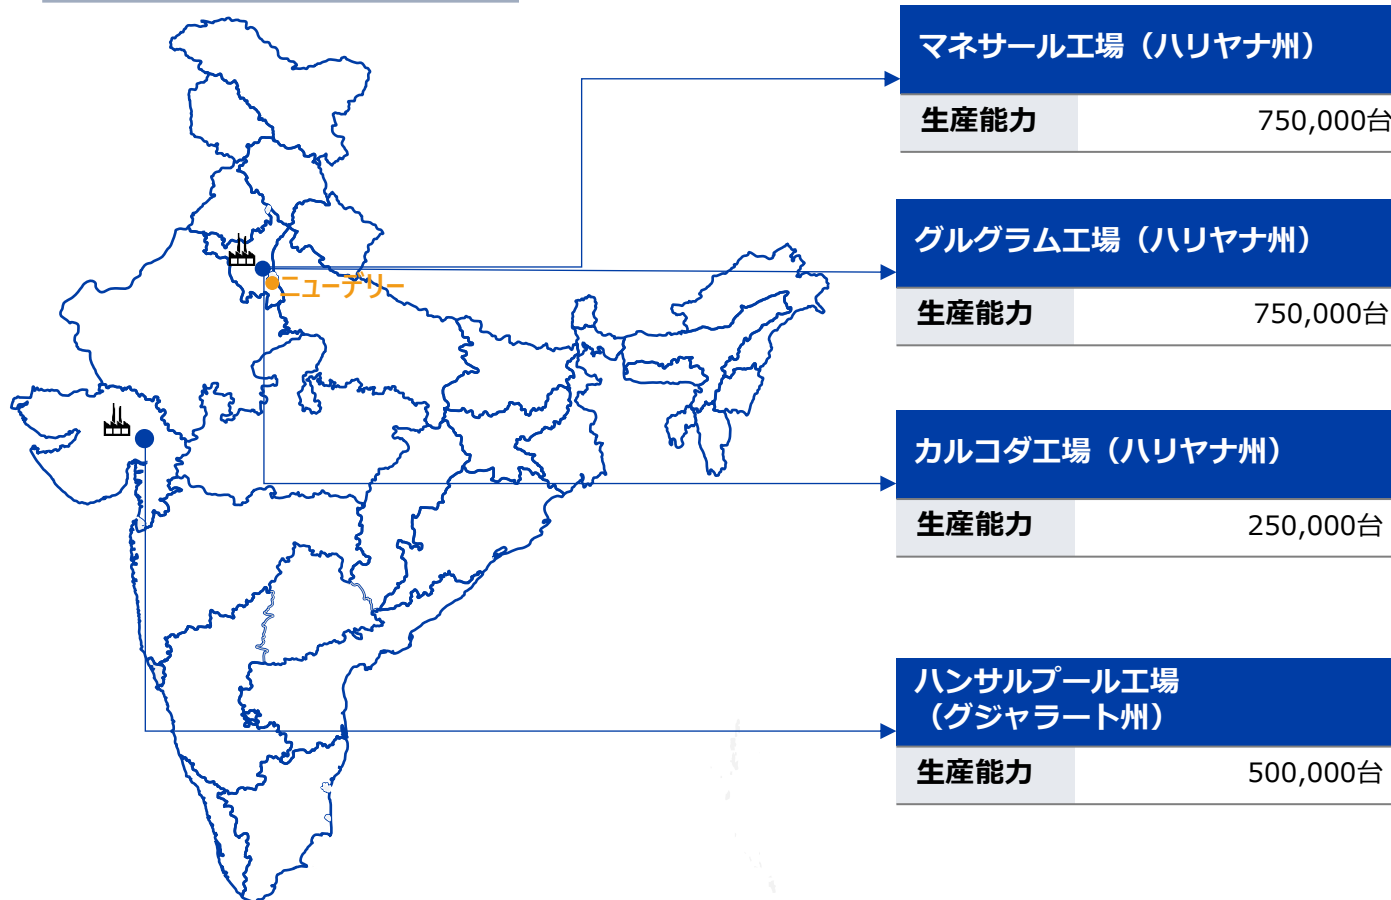 マネサール工場（ハリヤナ州）
生産能力 750,000台
グルグラム工場（ハリヤナ州）
生産能力 750,000台
ニューデリー
カルコダ工場（ハリヤナ州）
生産能力 250,000台
ハンサルプール工場
（グジャラート州）
生産能力 500,000台